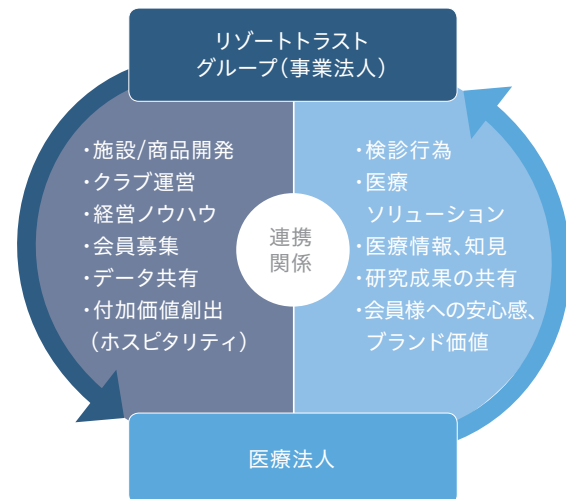 リゾートトラスト
グループ（事業法人）
・施設/商品開発
・クラブ運営
・経営ノウハウ
・会員募集
・データ共有
・付加価値創出
（ホスピタリティ）
連携
関係
・検診行為
・医療
ソリューション
・医療情報、知見
・研究成果の共有
・会員様への安心感、
ブランド価値
医療法人